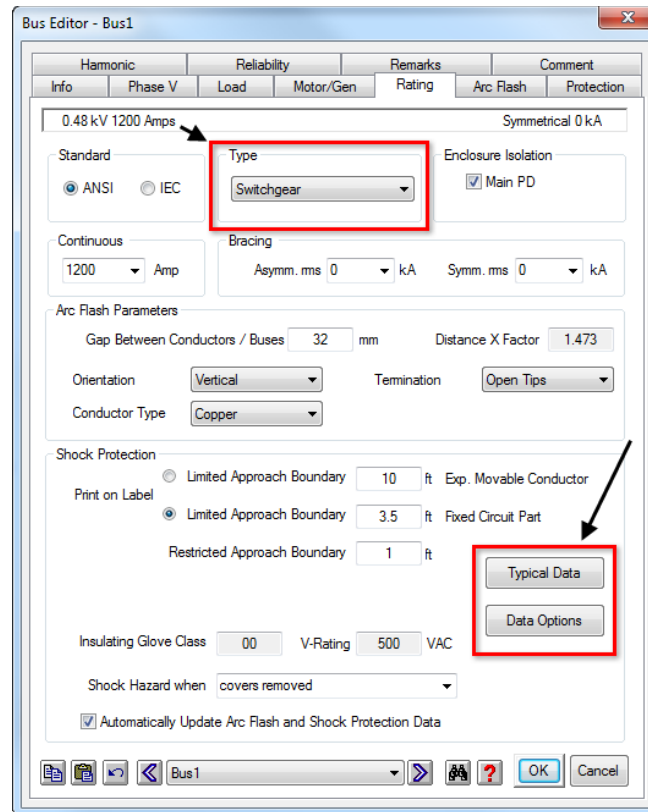 Bus Editor - Bus1
Harmonic Reliability Remarks Comment
Info Phase V Load Motor/Gen Rating Arc Flash Protection
0.48 kV 1200 Amps Symmetrical 0 kA
Standard Type Enclosure Isolation
ANSI IEC Switchgear Main PD
Continuous Bracing
1200 Amp Asymm. rms 0 kA Symm. rms 0 kA
Arc Flash Parameters
Gap Between Conductors / Buses 32 mm Distance X Factor 1.473
Orientation Vertical Termination Open Tips
Conductor Type Copper
Shock Protection
Limited Approach Boundary 10 ft Exp. Movable Conductor
Print on Label
Limited Approach Boundary 3.5 ft Fixed Circuit Part
Restricted Approach Boundary 1 ft
Typical Data
Data Options
Insulating Glove Class 00 V-Rating 500 VAC
Shock Hazard when covers removed
Automatically Update Arc Flash and Shock Protection Data
Bus1 ? OK Cancel